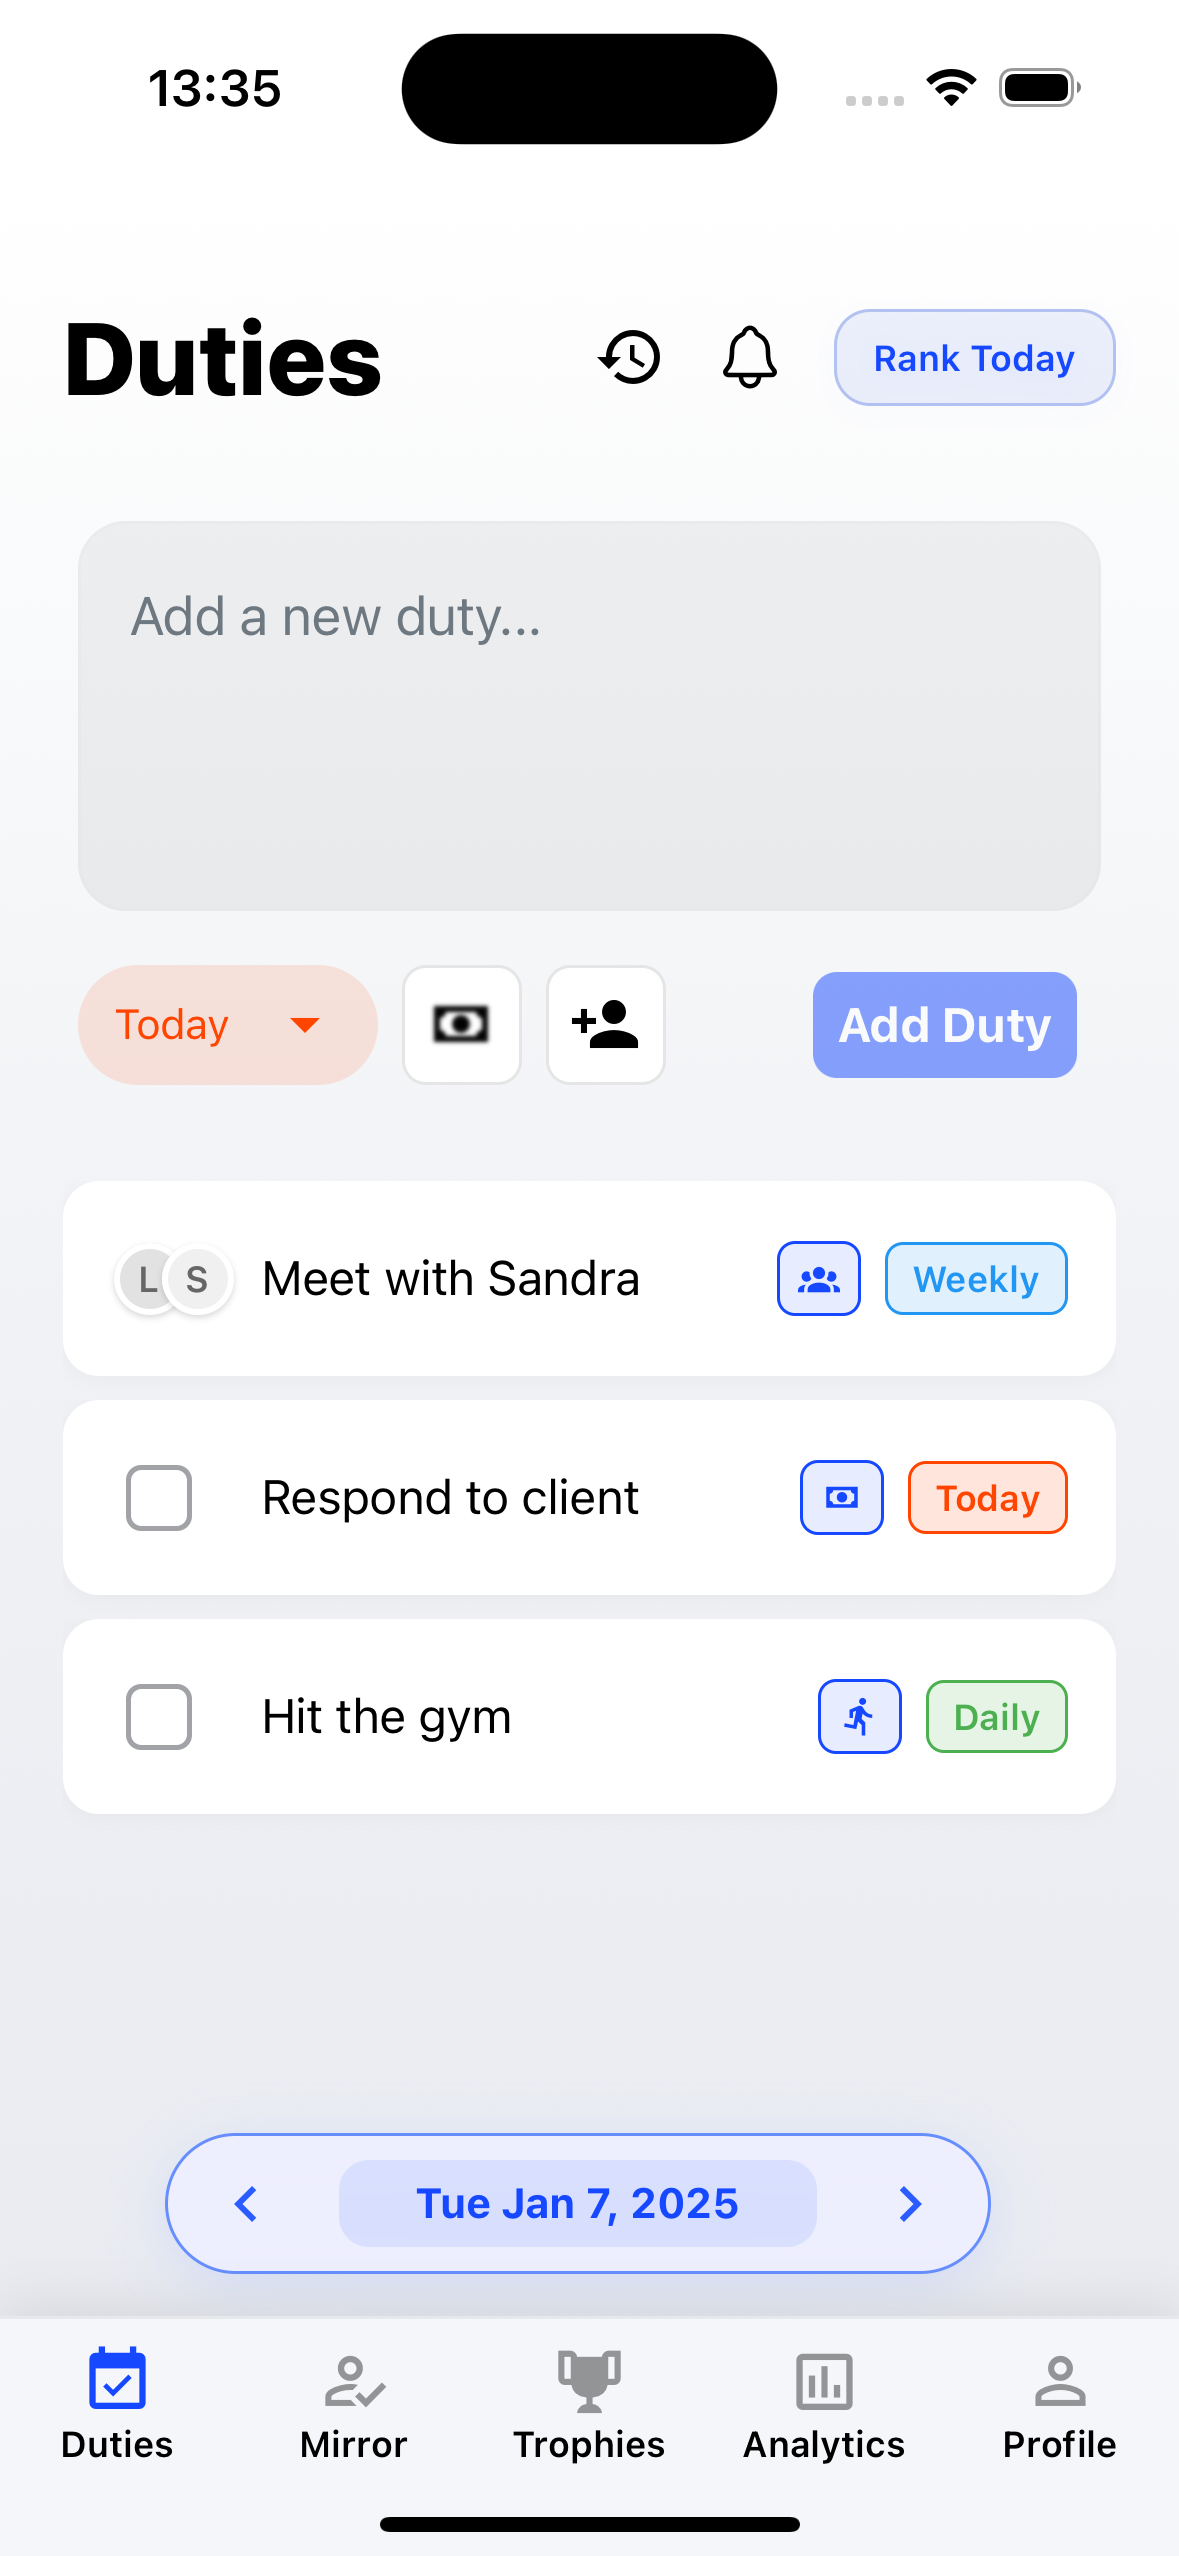 13:35
Duties
Rank Today
Add a new duty...
Today
Add Duty
L S Meet with Sandra Weekly
Respond to client Today
Hit the gym Daily
Tue Jan 7, 2025
Duties Mirror Trophies Analytics Profile